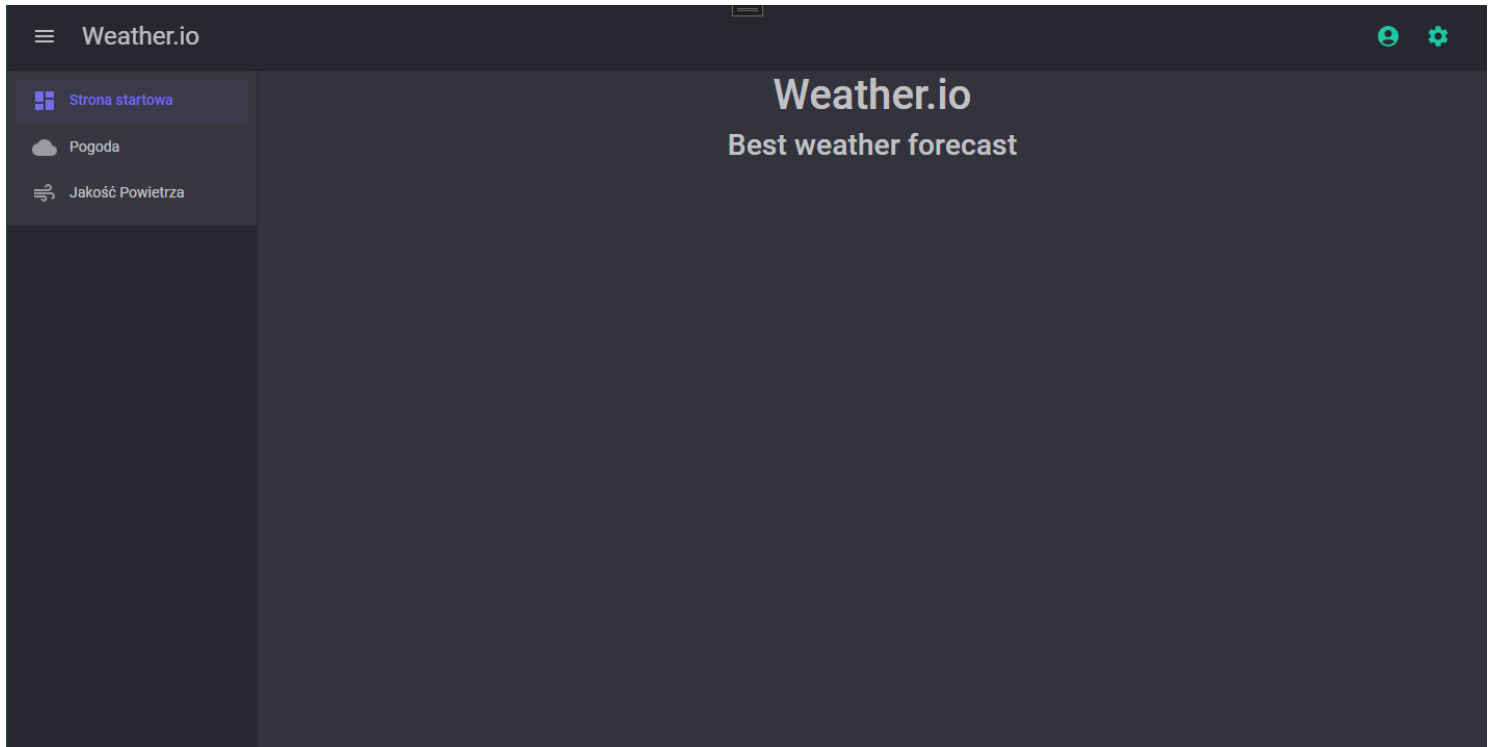 Weather.io
Strona startowa
Pogoda
Jakość Powietrza
Weather.io
Best weather forecast